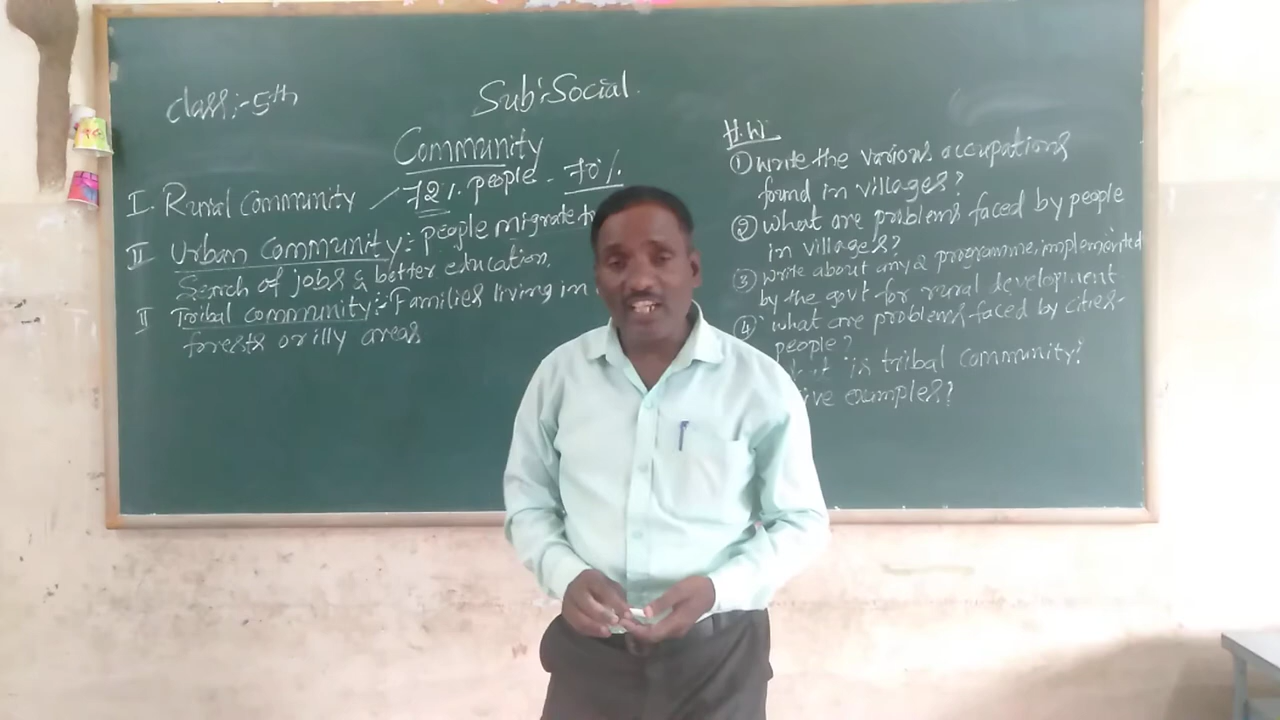 class:-5th
Sub:Social
Community
I. Rural Community - 72%. people - 70%.
II Urban Community:- people migrate
Serch of jobs & better education.
II Tribal community:- Families living in
forests or illy areas
H.W
① write the various occupations
found in villages?
② what are problems faced by people
in villages?
③ write about any 2 programme, implemented
by the govt for rural development
④ what are problems faced by cities-
people?
is tribal community?
ive examples?